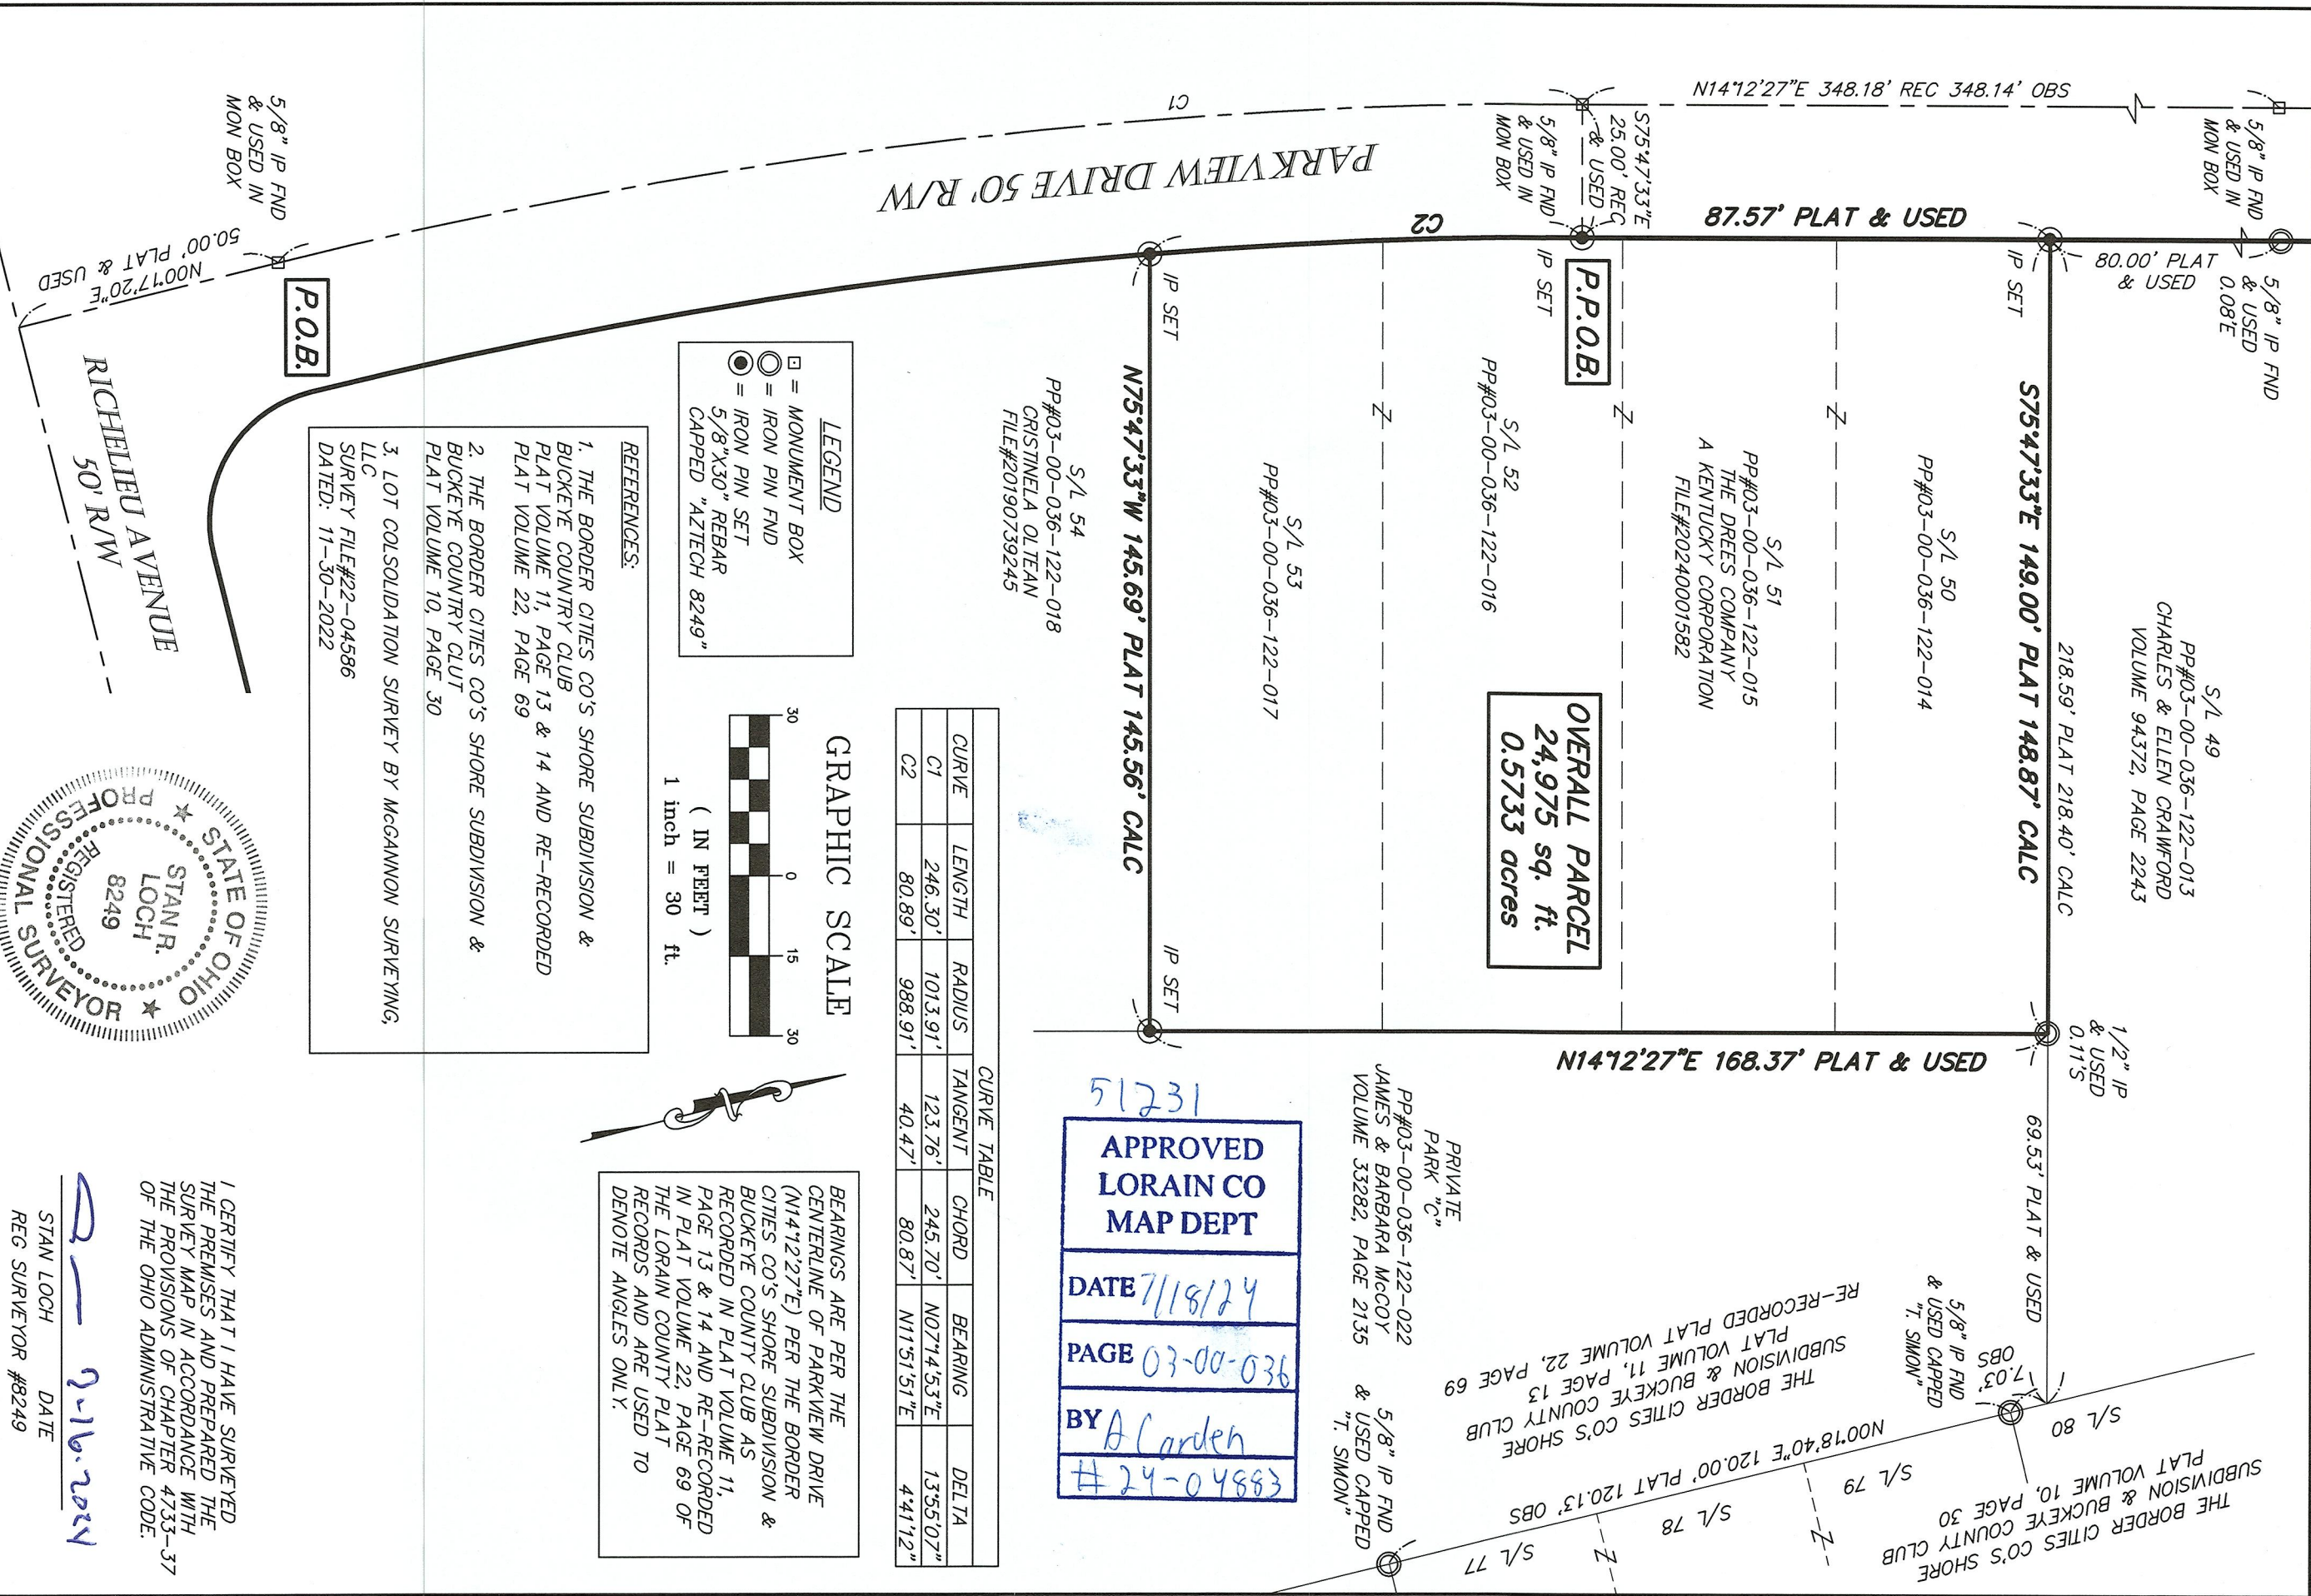 N14°12'27"E 348.18' REC 348.14' OBS
5/8" IP FND
& USED IN
MON BOX
5/8" IP FND
& USED
0.08'E
80.00' PLAT
& USED
S75°47'33"E
25.00' REC
& USED
5/8" IP FND
& USED IN
MON BOX
C1
PARKVIEW DRIVE 50' R/W
C2
87.57' PLAT & USED
IP SET
IP SET
IP SET
P.P.O.B.
5/8" IP FND
& USED IN
MON BOX
N00°17'20"E
50.00' PLAT & USED
P.O.B.
RICHELIEU AVENUE
50' R/W
S/L 49
PP#03-00-036-122-013
CHARLES & ELLEN CRAWFORD
VOLUME 94372, PAGE 2243
218.59' PLAT 218.40' CALC
S75°47'33"E 149.00' PLAT 148.87' CALC
S/L 50
PP#03-00-036-122-014
S/L 51
PP#03-00-036-122-015
THE DREES COMPANY
A KENTUCKY CORPORATION
FILE#20240001582
S/L 52
PP#03-00-036-122-016
OVERALL PARCEL
24,975 sq. ft.
0.5733 acres
S/L 53
PP#03-00-036-122-017
N75°47'33"W 145.69' PLAT 145.56' CALC
IP SET
S/L 54
PP#03-00-036-122-018
CRISTINELA OLTEAN
FILE#20190739245
1/2" IP
& USED
0.11'S
69.53' PLAT & USED
N14°12'27"E 168.37' PLAT & USED
PRIVATE
PARK "C"
PP#03-00-036-122-022
JAMES & BARBARA McCOY
VOLUME 33282, PAGE 2135
5/8" IP FND
& USED CAPPED
"T. SIMON"
7.03'
OBS
5/8" IP FND
& USED CAPPED
"T. SIMON"
THE BORDER CITIES CO'S SHORE
SUBDIVISION & BUCKEYE COUNTY CLUB
PLAT VOLUME 11, PAGE 13
RE-RECORDED PLAT VOLUME 22, PAGE 69
N00°18'40"E 120.00' PLAT 120.13' OBS
S/L 80
S/L 79
S/L 78
S/L 77
THE BORDER CITIES CO'S SHORE
SUBDIVISION & BUCKEYE COUNTY CLUB
PLAT VOLUME 10, PAGE 30
LEGEND
= MONUMENT BOX
= IRON PIN FND
= IRON PIN SET
5/8"X30" REBAR
CAPPED "AZTECH 8249"
REFERENCES:
1. THE BORDER CITIES CO'S SHORE SUBDIVISION &
BUCKEYE COUNTRY CLUB
PLAT VOLUME 11, PAGE 13 & 14 AND RE-RECORDED
PLAT VOLUME 22, PAGE 69
2. THE BORDER CITIES CO'S SHORE SUBDIVISION &
BUCKEYE COUNTRY CLUT
PLAT VOLUME 10, PAGE 30
3. LOT COLSOLIDATION SURVEY BY McGANNON SURVEYING,
LLC
SURVEY FILE#22-04586
DATED: 11-30-2022
GRAPHIC SCALE
30 0 15 30
( IN FEET )
1 inch = 30 ft.
CURVE TABLE
CURVE LENGTH RADIUS TANGENT CHORD BEARING DELTA
C1 246.30' 1013.91' 123.76' 245.70' N07°14'53"E 13°55'07"
C2 80.89' 988.91' 40.47' 80.87' N11°51'51"E 4°41'12"
N
BEARINGS ARE PER THE
CENTERLINE OF PARKVIEW DRIVE
(N14°12'27"E) PER THE BORDER
CITIES CO'S SHORE SUBDIVISION &
BUCKEYE COUNTY CLUB AS
RECORDED IN PLAT VOLUME 11,
PAGE 13 & 14 AND RE-RECORDED
IN PLAT VOLUME 22, PAGE 69 OF
THE LORAIN COUNTY PLAT
RECORDS AND ARE USED TO
DENOTE ANGLES ONLY.
51231
APPROVED
LORAIN CO
MAP DEPT
DATE 7/18/24
PAGE 03-00-036
BY A Carden
# 24-04883
STATE OF OHIO
STAN R.
LOCH
8249
REGISTERED
PROFESSIONAL SURVEYOR
I CERTIFY THAT I HAVE SURVEYED
THE PREMISES AND PREPARED THE
SURVEY MAP IN ACCORDANCE WITH
THE PROVISIONS OF CHAPTER 4733-37
OF THE OHIO ADMINISTRATIVE CODE.
7-16-2024
STAN LOCH DATE
REG SURVEYOR #8249